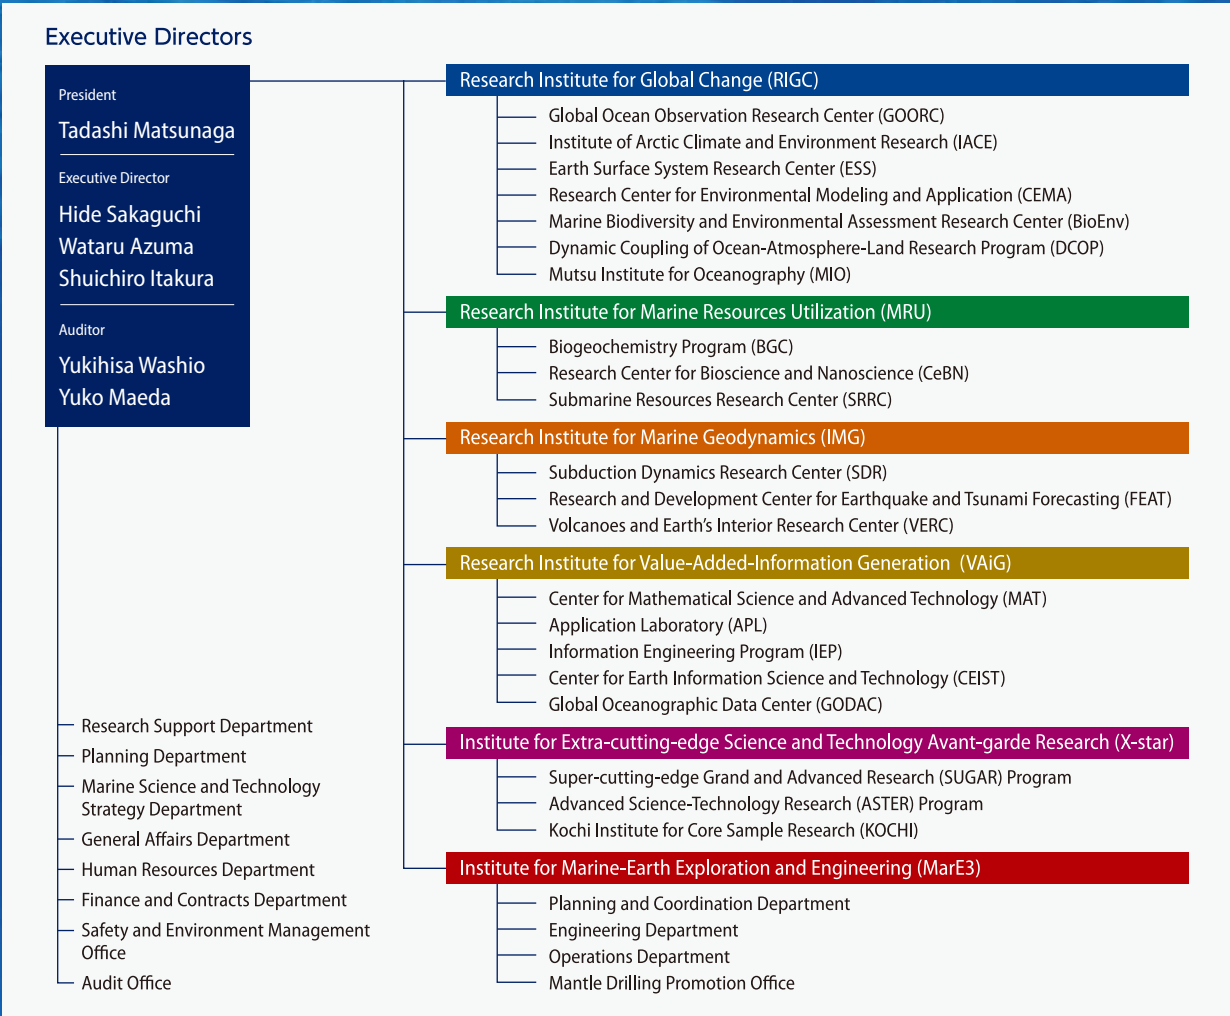 Executive Directors
President
Tadashi Matsunaga
Executive Director
Hide Sakaguchi
Wataru Azuma
Shuichiro Itakura
Auditor
Yukihisa Washio
Yuko Maeda
Research Support Department
Planning Department
Marine Science and Technology
Strategy Department
General Affairs Department
Human Resources Department
Finance and Contracts Department
Safety and Environment Management
Office
Audit Office
Research Institute for Global Change (RIGC)
Global Ocean Observation Research Center (GOORC)
Institute of Arctic Climate and Environment Research (IACE)
Earth Surface System Research Center (ESS)
Research Center for Environmental Modeling and Application (CEMA)
Marine Biodiversity and Environmental Assessment Research Center (BioEnv)
Dynamic Coupling of Ocean-Atmosphere-Land Research Program (DCOP)
Mutsu Institute for Oceanography (MIO)
Research Institute for Marine Resources Utilization (MRU)
Biogeochemistry Program (BGC)
Research Center for Bioscience and Nanoscience (CeBN)
Submarine Resources Research Center (SRRC)
Research Institute for Marine Geodynamics (IMG)
Subduction Dynamics Research Center (SDR)
Research and Development Center for Earthquake and Tsunami Forecasting (FEAT)
Volcanoes and Earth's Interior Research Center (VERC)
Research Institute for Value-Added-Information Generation (VAiG)
Center for Mathematical Science and Advanced Technology (MAT)
Application Laboratory (APL)
Information Engineering Program (IEP)
Center for Earth Information Science and Technology (CEIST)
Global Oceanographic Data Center (GODAC)
Institute for Extra-cutting-edge Science and Technology Avant-garde Research (X-star)
Super-cutting-edge Grand and Advanced Research (SUGAR) Program
Advanced Science-Technology Research (ASTER) Program
Kochi Institute for Core Sample Research (KOCHI)
Institute for Marine-Earth Exploration and Engineering (MarE3)
Planning and Coordination Department
Engineering Department
Operations Department
Mantle Drilling Promotion Office